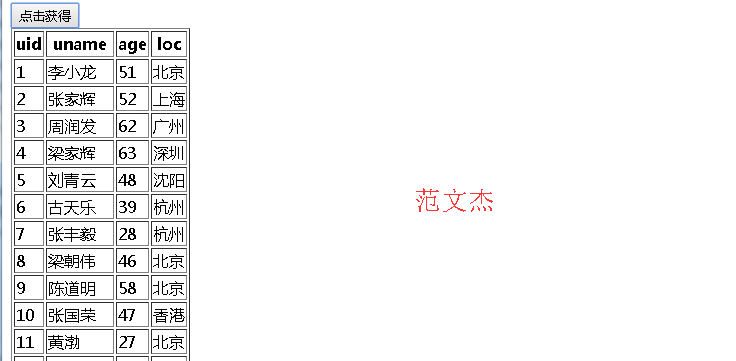 点击获得
uid uname age loc
1 李小龙 51 北京
2 张家辉 52 上海
3 周润发 62 广州
4 梁家辉 63 深圳
5 刘青云 48 沈阳
6 古天乐 39 杭州
7 张丰毅 28 杭州
8 梁朝伟 46 北京
9 陈道明 58 北京
10 张国荣 47 香港
11 黄渤 27 北京
范文杰